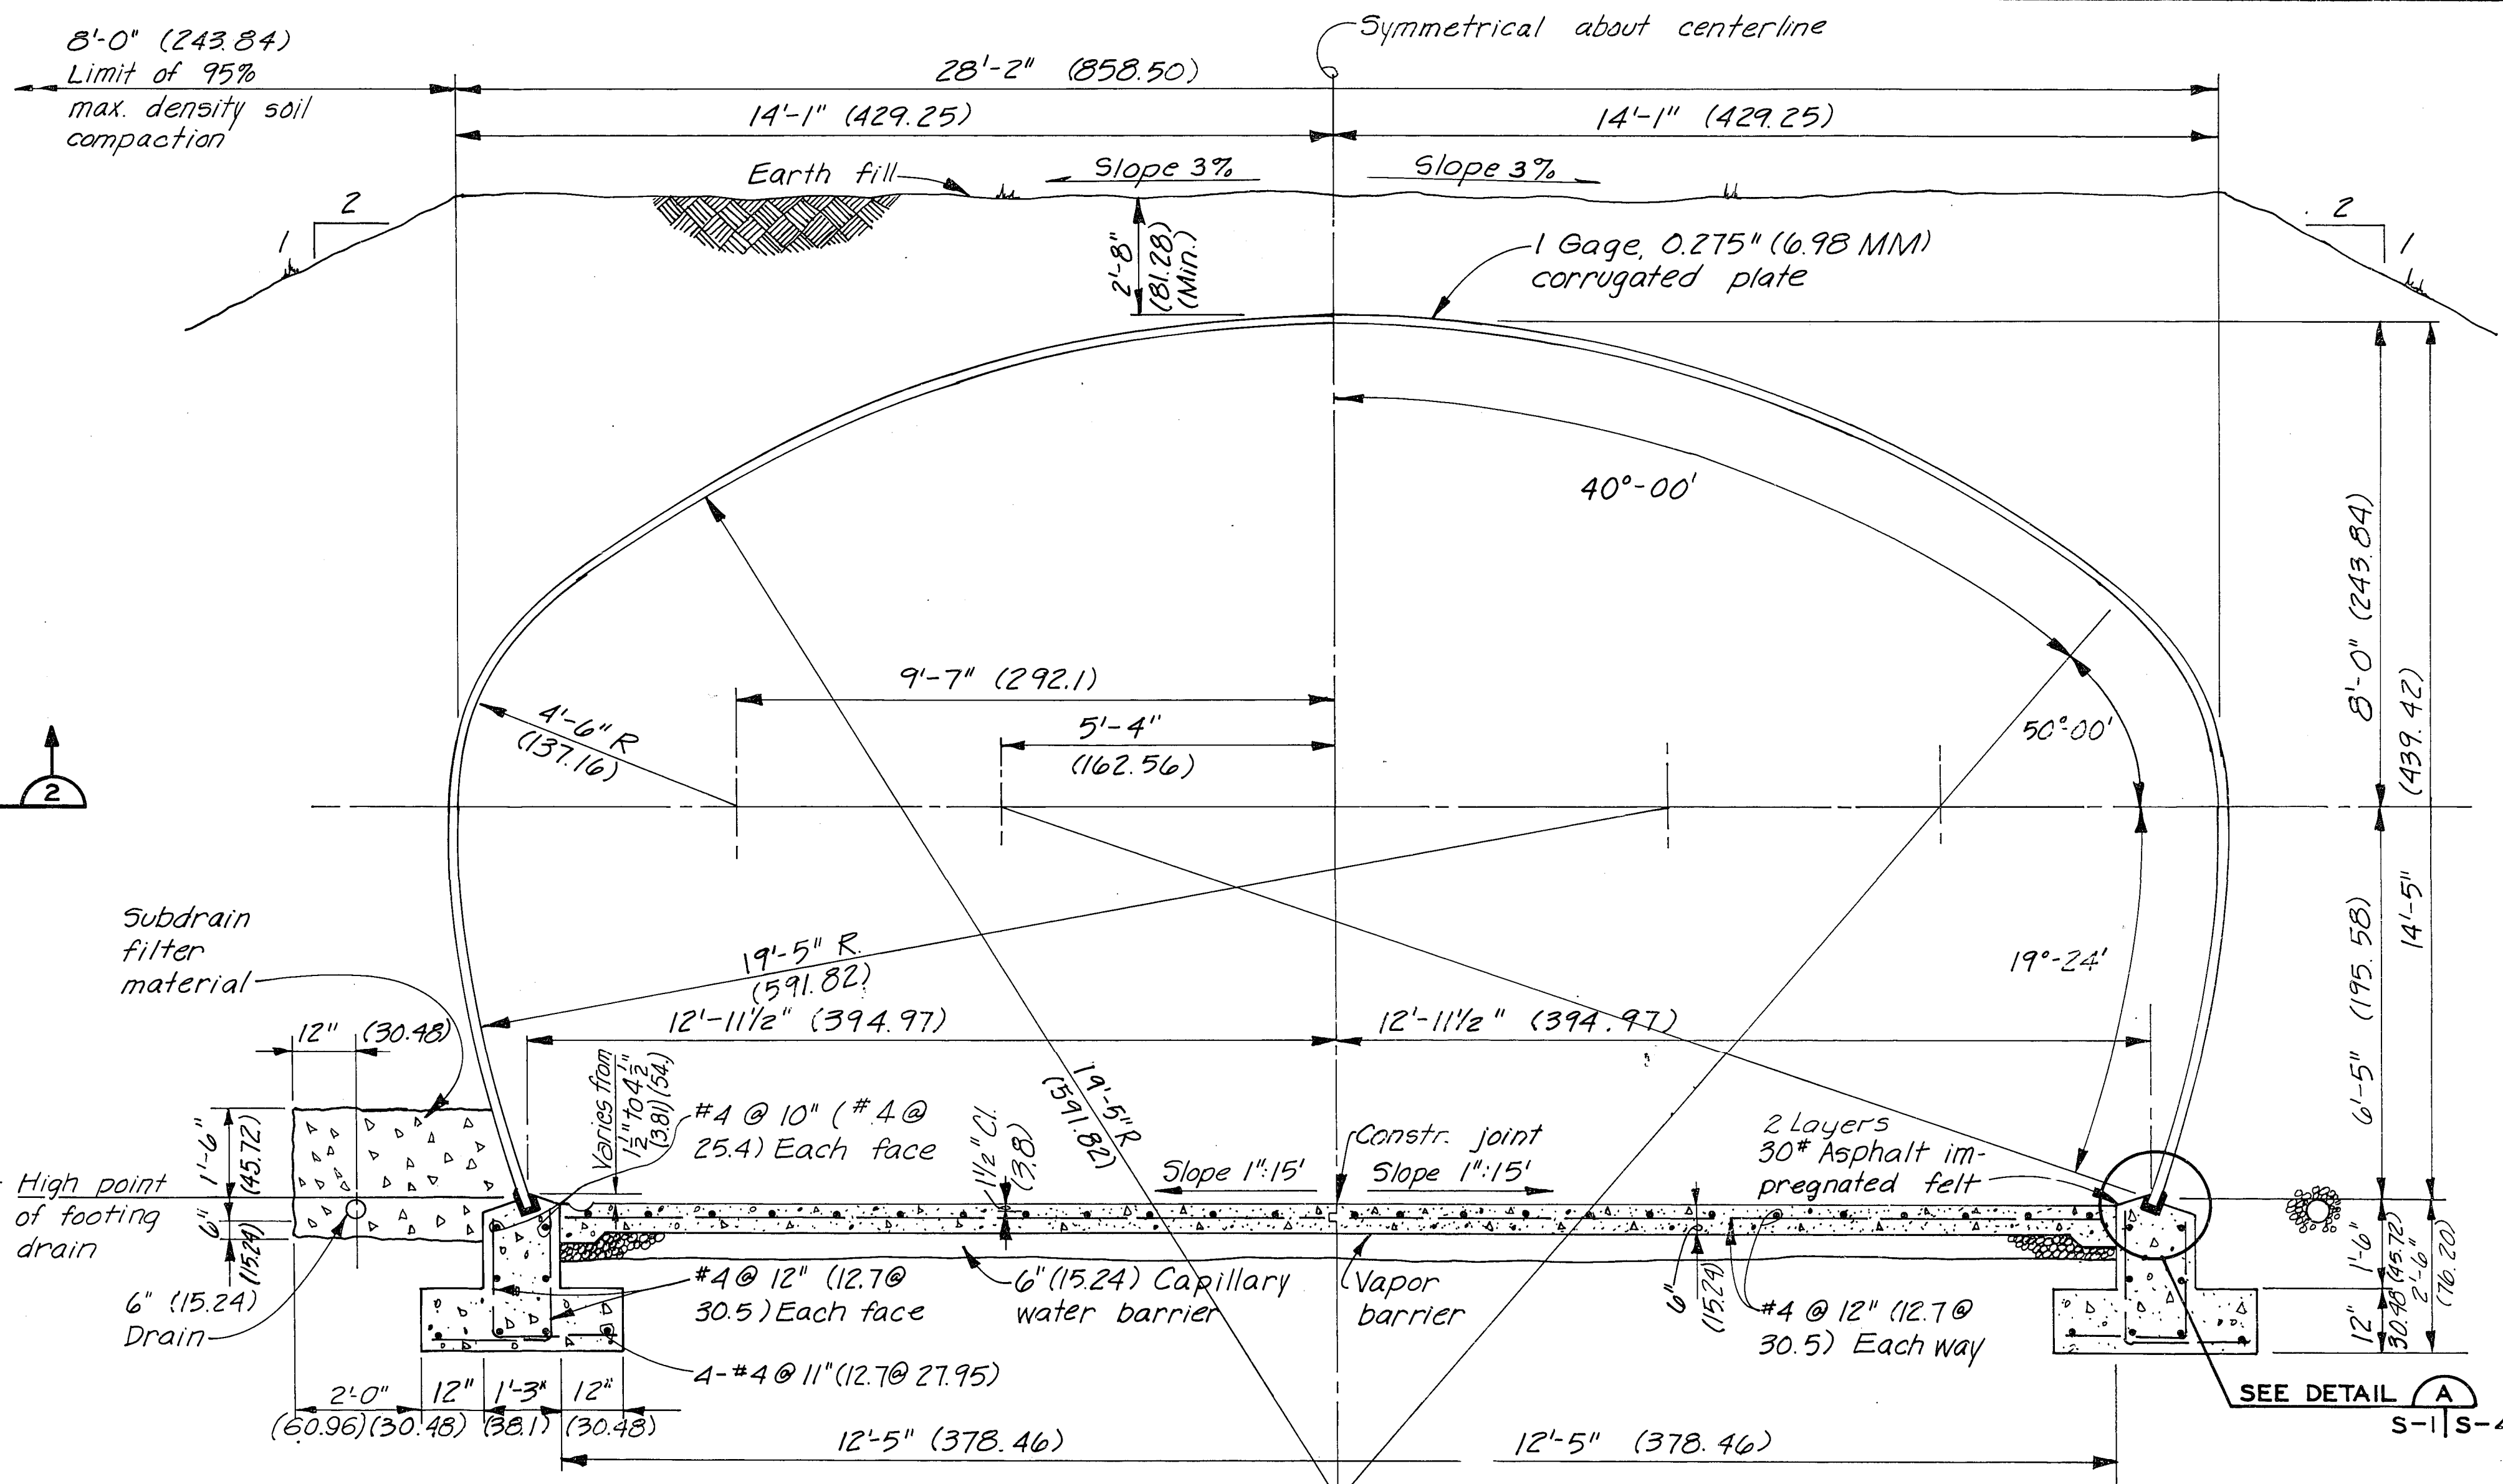 8'-0" (243.84)
Limit of 95%
max. density soil
compaction
Symmetrical about centerline
28'-2" (858.50)
14'-1" (429.25)
14'-1" (429.25)
Earth fill
Slope 3%
Slope 3%
2
1
2
1
2'-8"
(81.28)
(Min.)
1 Gage, 0.275" (6.98 MM)
corrugated plate
40°-00'
50°-00'
19°-24'
8'-0" (243.84)
14'-5" (439.42)
6'-5" (195.58)
9'-7" (292.1)
5'-4"
(162.56)
4'-6" R
(137.16)
2
Subdrain
filter
material
19'-5" R.
(591.82)
12'-11 1/2" (394.97)
12'-11 1/2" (394.97)
19'-5" R
(591.82)
12" (30.48)
Varies from
1 1/2" to 4 1/2"
(3.81)(54.)
#4 @ 10" (#.4 @
25.4) Each face
1 1/2" Cl.
(3.8)
Constr. joint
Slope 1":15'
Slope 1":15'
2 Layers
30# Asphalt im-
pregnated felt
1'-6"
(45.72)
High point
of footing
drain
6"
(15.24)
6" (15.24)
Drain
#4 @ 12" (12.7 @
30.5) Each face
6" (15.24) Capillary
water barrier
Vapor
barrier
6"
(15.24)
#4 @ 12" (12.7 @
30.5) Each way
4-#4 @ 11" (12.7 @ 27.95)
1'-6"
(45.72)
12"
30.48
2'-6"
(76.20)
2'-0" 12" 1'-3" 12"
(60.96) (30.48) (38.1) (30.48)
12'-5" (378.46)
12'-5" (378.46)
SEE DETAIL A
S-1 S-4